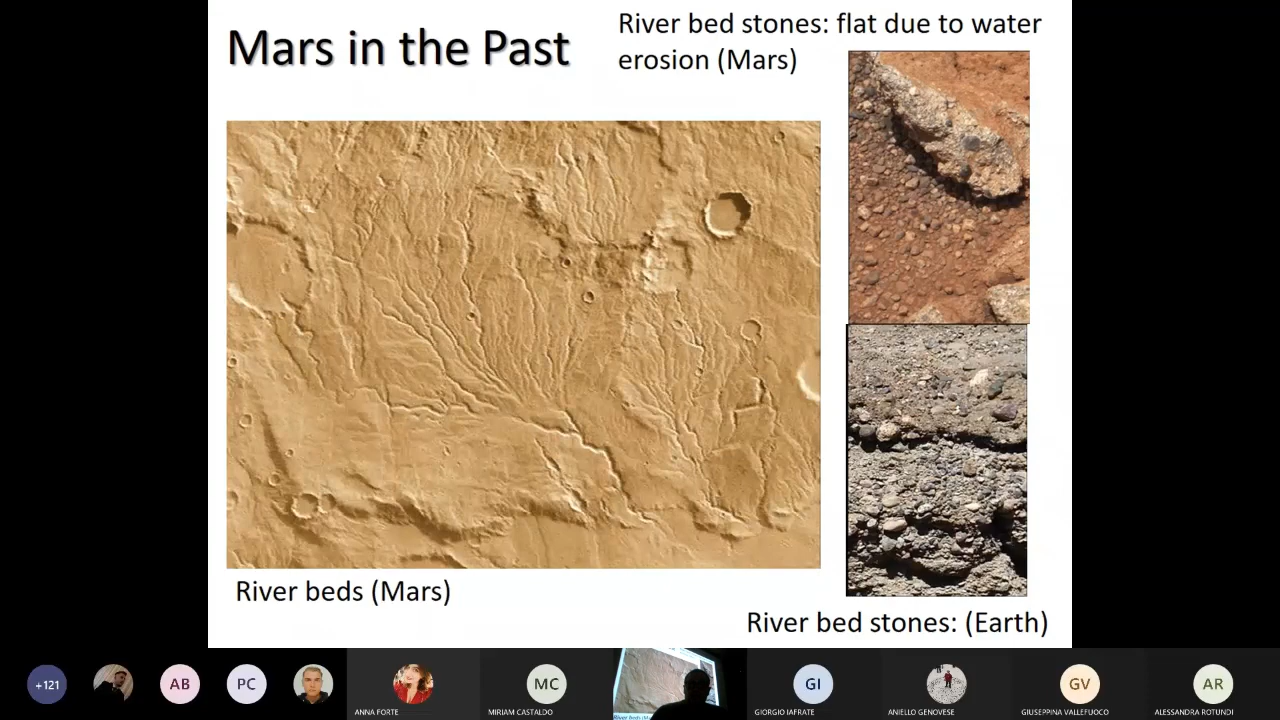 Mars in the Past
River bed stones: flat due to water
erosion (Mars)
River beds (Mars)
River bed stones: (Earth)
+121
AB
PC
ANNA FORTE
MC
MIRIAM CASTALDO
GI
GIORGIO IAFRATE
ANIELLO GENOVESE
GV
GIUSEPPINA VALLEFUOCO
AR
ALESSANDRA ROTUNDI